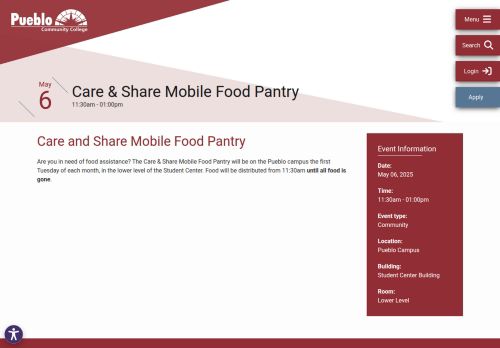 Pueblo
Community College
Menu
Search
Login
Apply
May
6
Care & Share Mobile Food Pantry
11:30am - 01:00pm
Care and Share Mobile Food Pantry
Are you in need of food assistance? The Care & Share Mobile Food Pantry will be on the Pueblo campus the first
Tuesday of each month, in the lower level of the Student Center. Food will be distributed from 11:30am until all food is
gone.
Event Information
Date:
May 06, 2025
Time:
11:30am - 01:00pm
Event type:
Community
Location:
Pueblo Campus
Building:
Student Center Building
Room:
Lower Level